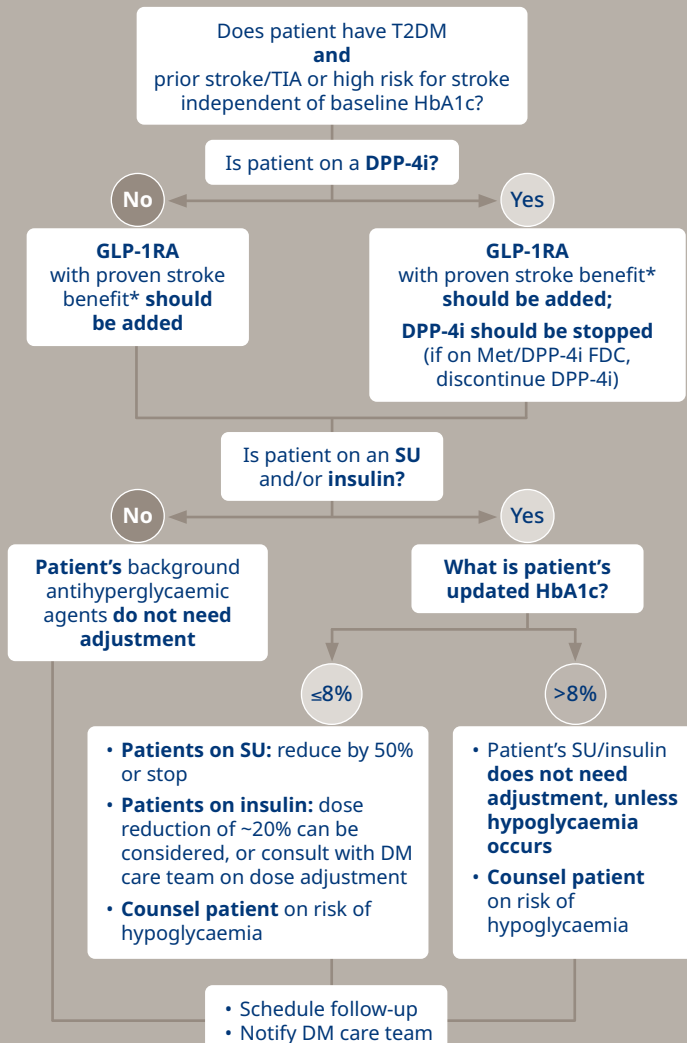 Does patient have T2DM
and
prior stroke/TIA or high risk for stroke
independent of baseline HbA1c?
Is patient on a DPP-4i?
No
Yes
GLP-1RA
with proven stroke
benefit* should
be added
GLP-1RA
with proven stroke benefit*
should be added;
DPP-4i should be stopped
(if on Met/DPP-4i FDC,
discontinue DPP-4i)
Is patient on an SU
and/or insulin?
No
Yes
Patient's background
antihyperglycaemic
agents do not need
adjustment
What is patient's
updated HbA1c?
≤8%
>8%
• Patients on SU: reduce by 50%
or stop
• Patients on insulin: dose
reduction of ~20% can be
considered, or consult with DM
care team on dose adjustment
• Counsel patient on risk of
hypoglycaemia
• Patient's SU/insulin
does not need
adjustment, unless
hypoglycaemia
occurs
• Counsel patient
on risk of
hypoglycaemia
• Schedule follow-up
• Notify DM care team